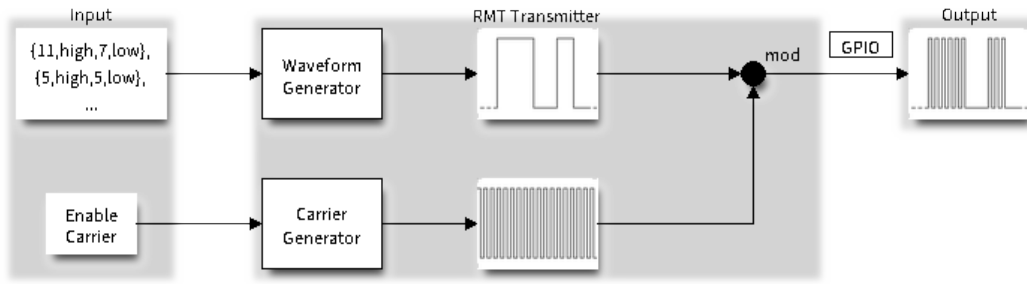 Input
RMT Transmitter
Output
{11,high,7,low},
{5,high,5,low},
...
Waveform
Generator
mod
GPIO
Enable
Carrier
Carrier
Generator